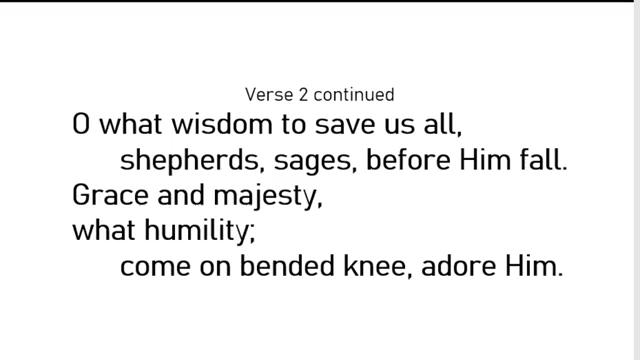 Verse 2 continued
O what wisdom to save us all,
shepherds, sages, before Him fall.
Grace and majesty,
what humility;
come on bended knee, adore Him.